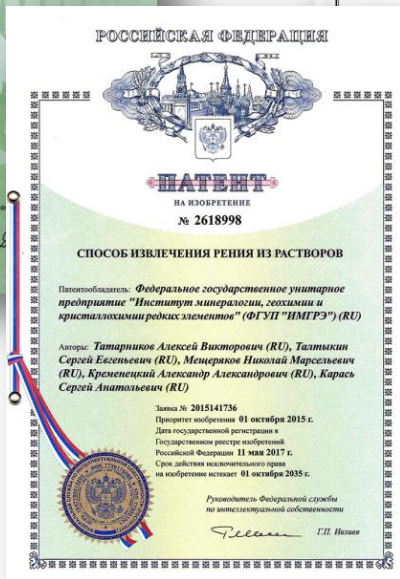 РОССИЙСКАЯ ФЕДЕРАЦИЯ
ПАТЕНТ
НА ИЗОБРЕТЕНИЕ
№ 2618998
СПОСОБ ИЗВЛЕЧЕНИЯ РЕНИЯ ИЗ РАСТВОРОВ
Патентообладатель: Федеральное государственное унитарное
предприятие "Институт минералогии, геохимии и
кристаллохимии редких элементов" (ФГУП "ИМГРЭ") (RU)
Авторы: Татарников Алексей Викторович (RU), Талтыкин
Сергей Евгеньевич (RU), Мещеряков Николай Марсельевич
(RU), Кременецкий Александр Александрович (RU), Карась
Сергей Анатольевич (RU)
Заявка № 2015141736
Приоритет изобретения 01 октября 2015 г.
Дата государственной регистрации в
Государственном реестре изобретений
Российской Федерации 11 мая 2017 г.
Срок действия исключительного права
на изобретение истекает 01 октября 2035 г.
Руководитель Федеральной службы
по интеллектуальной собственности
Г.П. Ивлиев